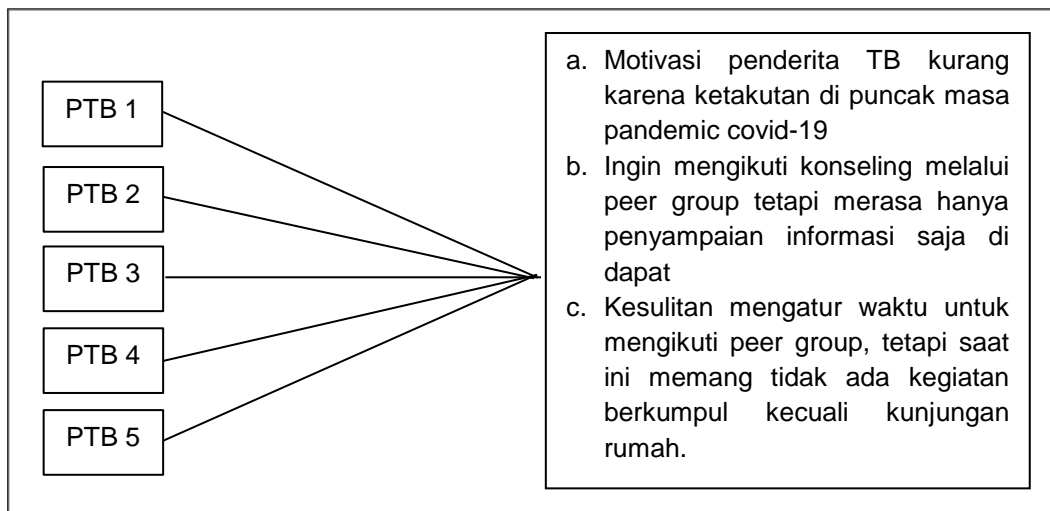 PTB 1
PTB 2
PTB 3
PTB 4
PTB 5
a. Motivasi penderita TB kurang
karena ketakutan di puncak masa
pandemic covid-19
b. Ingin mengikuti konseling melalui
peer group tetapi merasa hanya
penyampaian informasi saja di
dapat
c. Kesulitan mengatur waktu untuk
mengikuti peer group, tetapi saat
ini memang tidak ada kegiatan
berkumpul kecuali kunjungan
rumah.